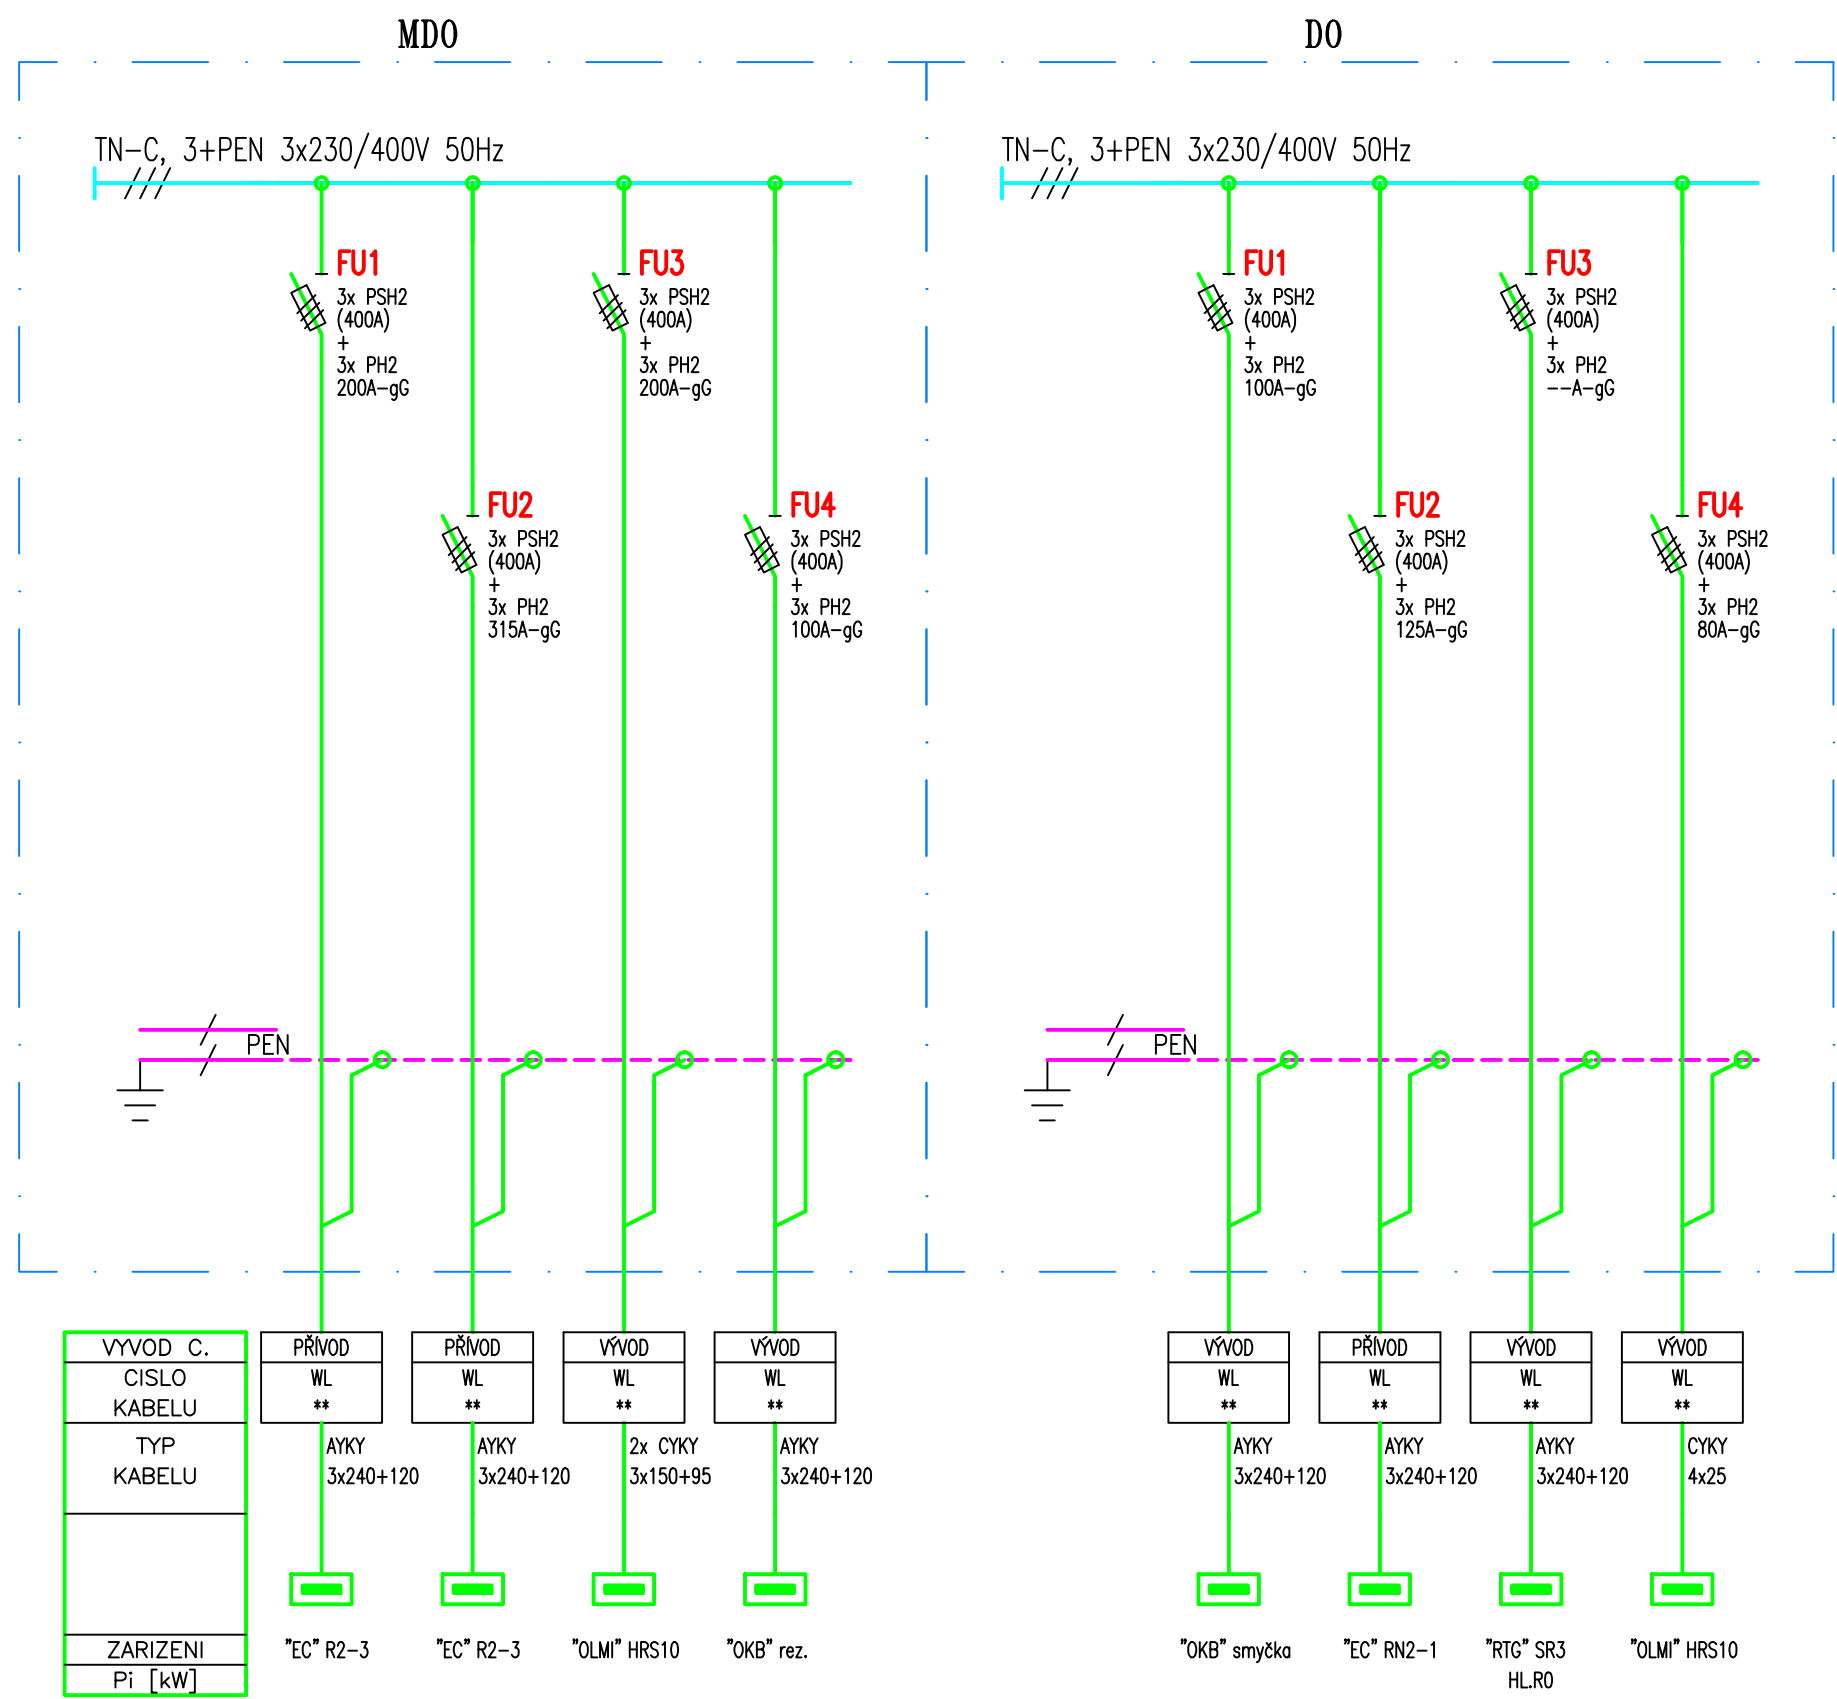 MDO
DO
TN-C, 3+PEN 3x230/400V 50Hz
TN-C, 3+PEN 3x230/400V 50Hz
FU1
3x PSH2
(400A)
+
3x PH2
200A-gG
FU3
3x PSH2
(400A)
+
3x PH2
200A-gG
FU1
3x PSH2
(400A)
+
3x PH2
100A-gG
FU3
3x PSH2
(400A)
+
3x PH2
--A-gG
FU2
3x PSH2
(400A)
+
3x PH2
315A-gG
FU4
3x PSH2
(400A)
+
3x PH2
100A-gG
FU2
3x PSH2
(400A)
+
3x PH2
125A-gG
FU4
3x PSH2
(400A)
+
3x PH2
80A-gG
PEN
PEN
VYVOD C. PŘÍVOD PŘÍVOD VÝVOD VÝVOD VÝVOD PŘÍVOD VÝVOD VÝVOD
CISLO WL WL WL WL WL WL WL WL
KABELU ** ** ** ** ** ** ** **
TYP AYKY AYKY 2x CYKY AYKY AYKY AYKY AYKY CYKY
KABELU 3x240+120 3x240+120 3x150+95 3x240+120 3x240+120 3x240+120 3x240+120 4x25
ZARIZENI "EC" R2-3 "EC" R2-3 "OLMI" HRS10 "OKB" rez. "OKB" smyčka "EC" RN2-1 "RTG" SR3 "OLMI" HRS10
Pi [kW] HL.R0